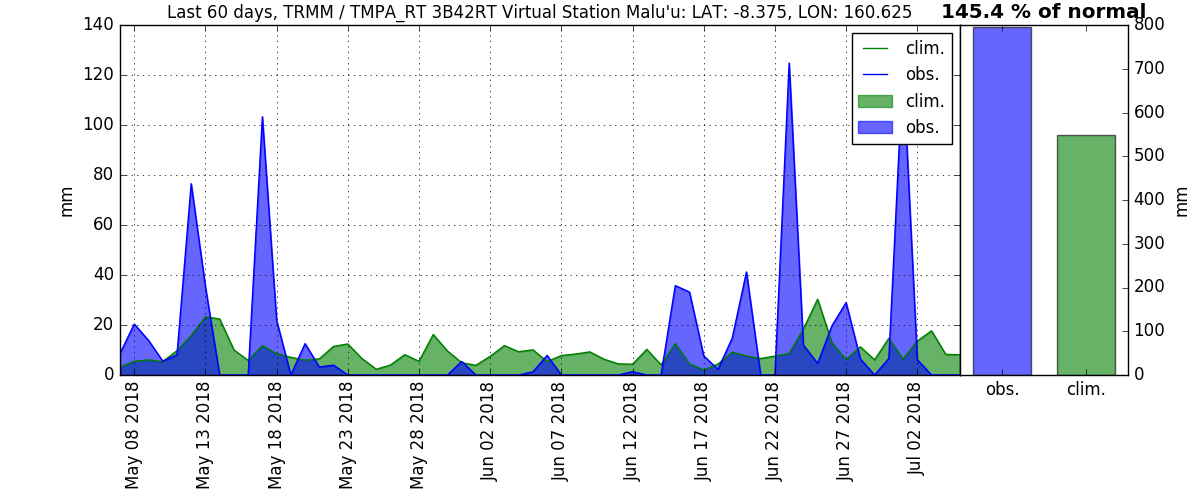 Last 60 days, TRMM / TMPA_RT 3B42RT Virtual Station Malu'u: LAT: -8.375, LON: 160.625
145.4 % of normal
140
120
100
80
60
40
20
0
mm
clim.
obs.
clim.
obs.
800
700
600
500
400
300
200
100
0
mm
obs.
clim.
May 08 2018
May 13 2018
May 18 2018
May 23 2018
May 28 2018
Jun 02 2018
Jun 07 2018
Jun 12 2018
Jun 17 2018
Jun 22 2018
Jun 27 2018
Jul 02 2018